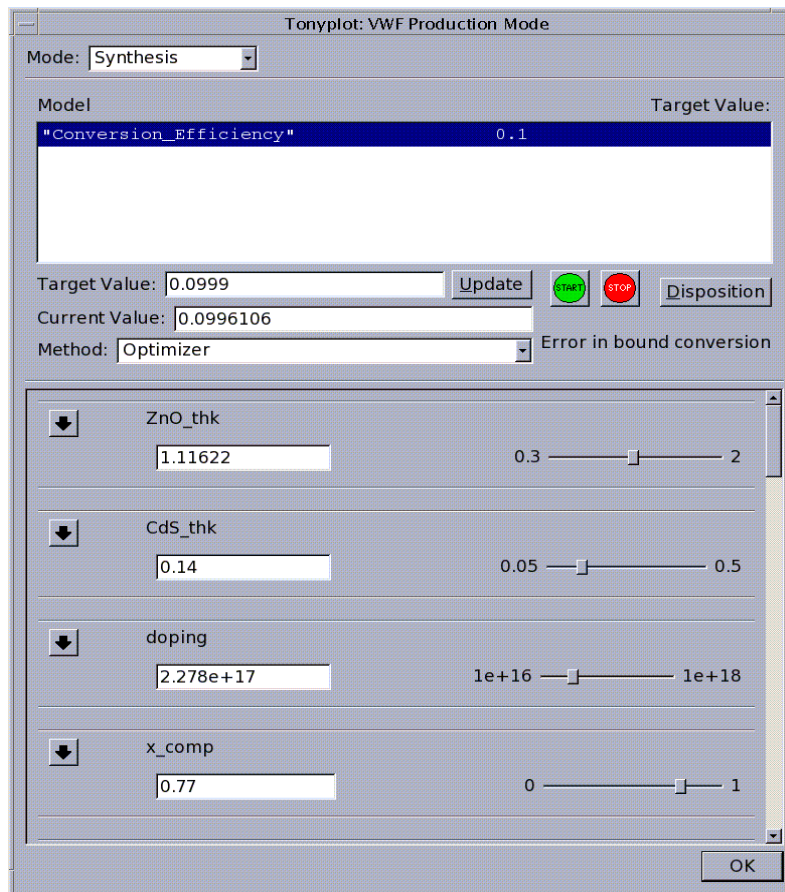 Tonyplot: VWF Production Mode
Mode: Synthesis
Model Target Value:
"Conversion_Efficiency" 0.1
Target Value: 0.0999 Update START STOP Disposition
Current Value: 0.0996106
Method: Optimizer Error in bound conversion
ZnO_thk
1.11622 0.3 2
CdS_thk
0.14 0.05 0.5
doping
2.278e+17 1e+16 1e+18
x_comp
0.77 0 1
OK